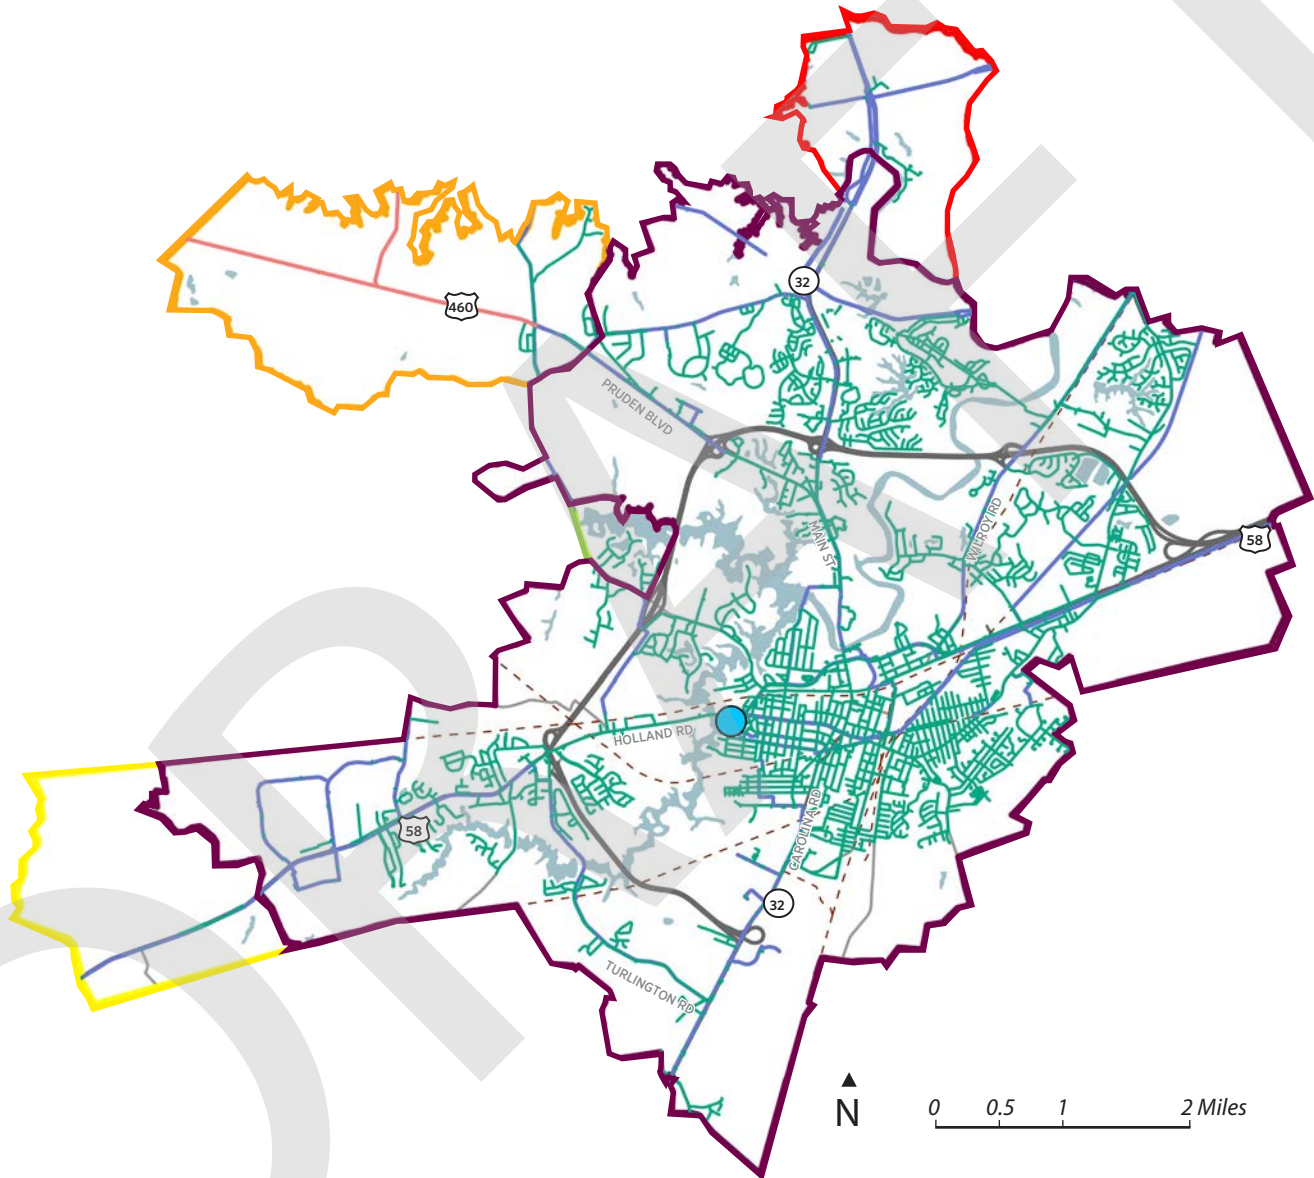 32
460
PRUDEN BLVD
MAIN ST
WILROY RD
58
HOLLAND RD
58
CAROLINA RD
32
TURLINGTON RD
N
0 0.5 1 2 Miles